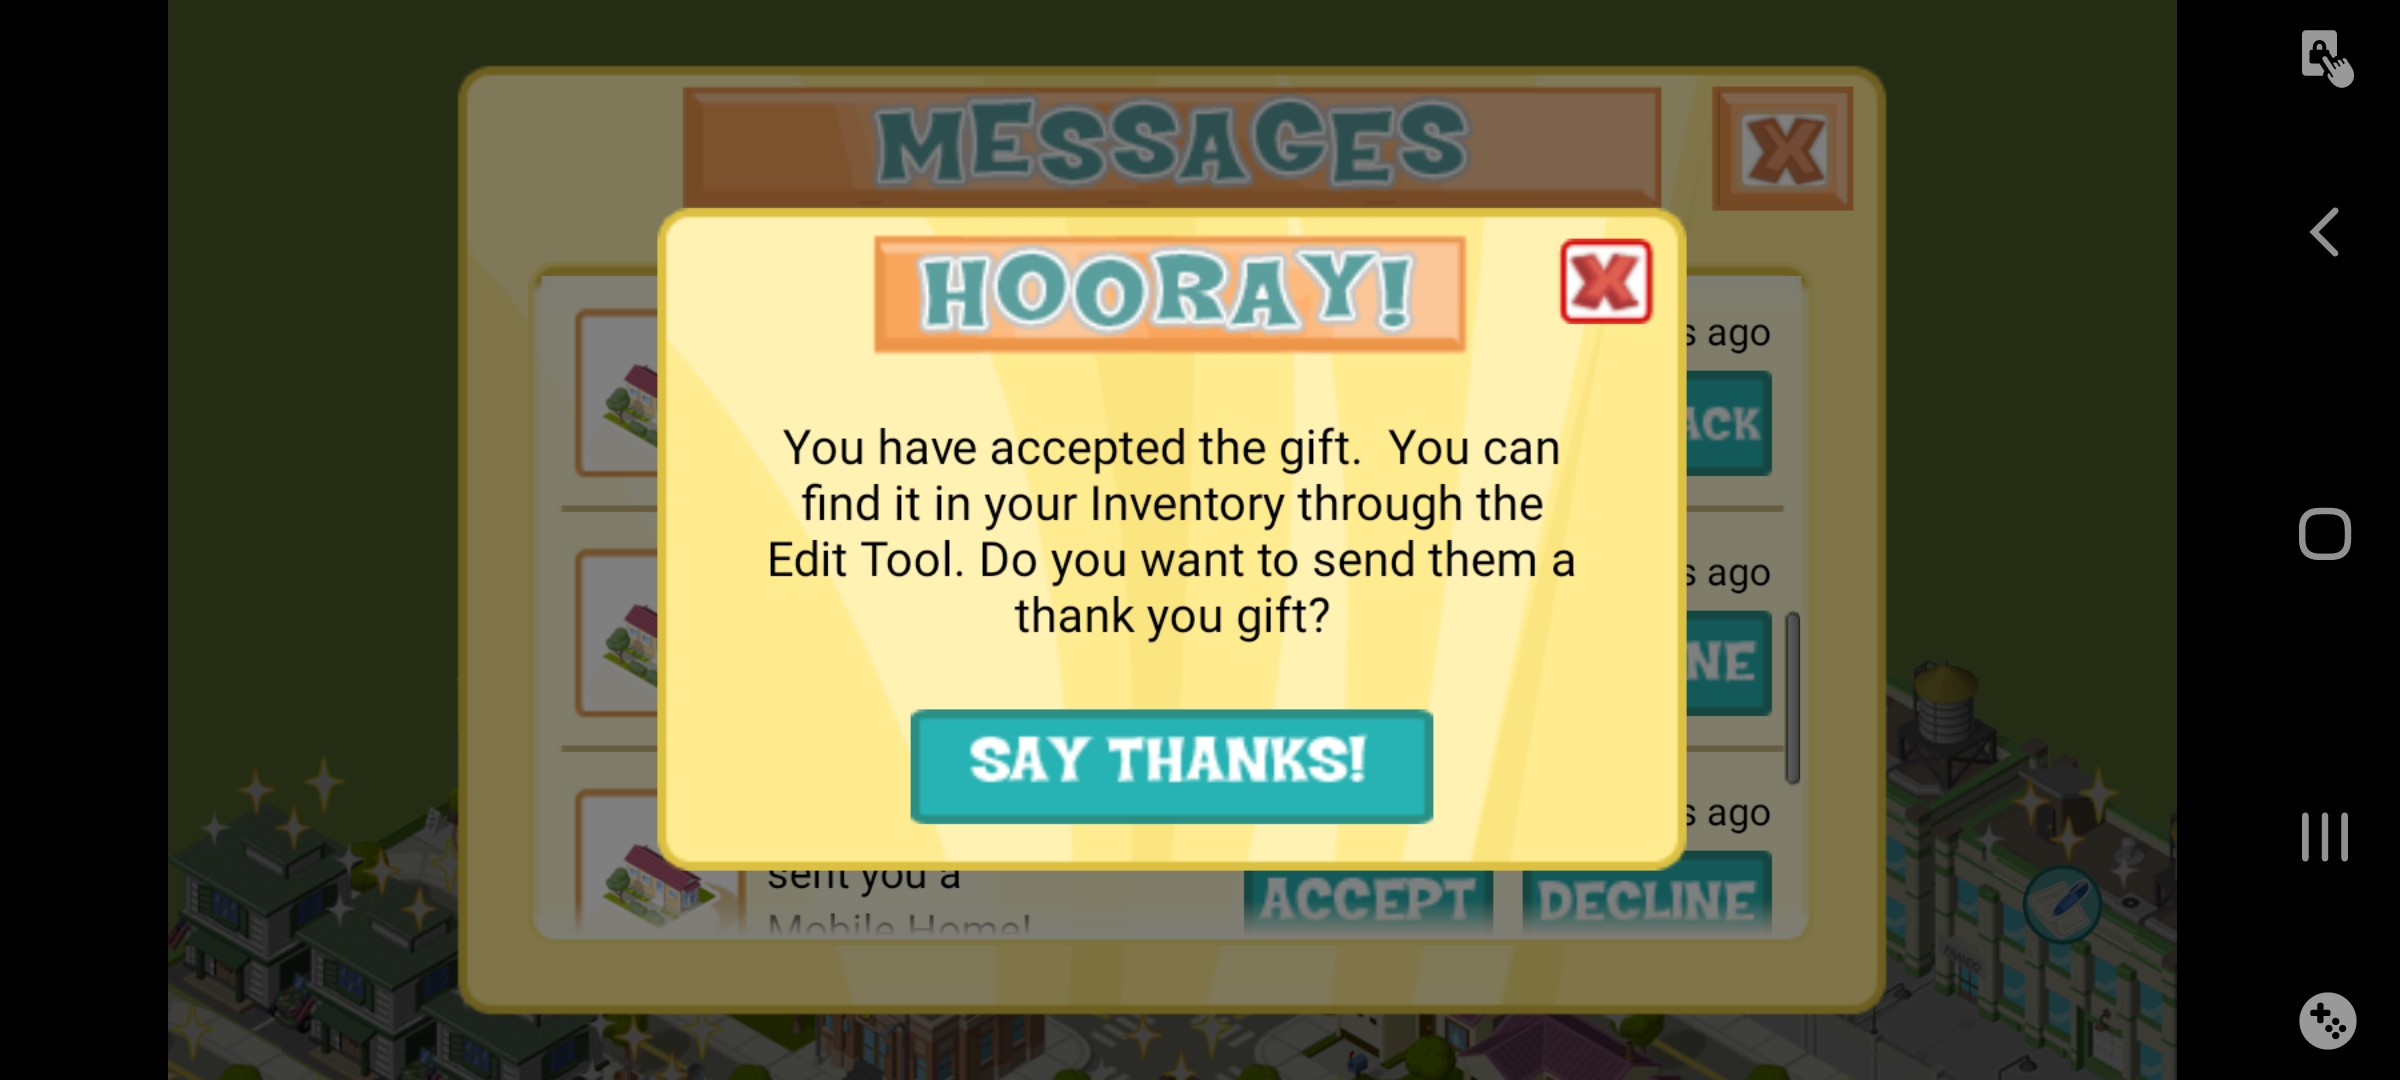 MESSAGES
HOORAY!
s ago
ACK
You have accepted the gift.  You can
find it in your Inventory through the
Edit Tool. Do you want to send them a
thank you gift?
s ago
NE
SAY THANKS!
s ago
sent you a
Mobile Home!
ACCEPT
DECLINE